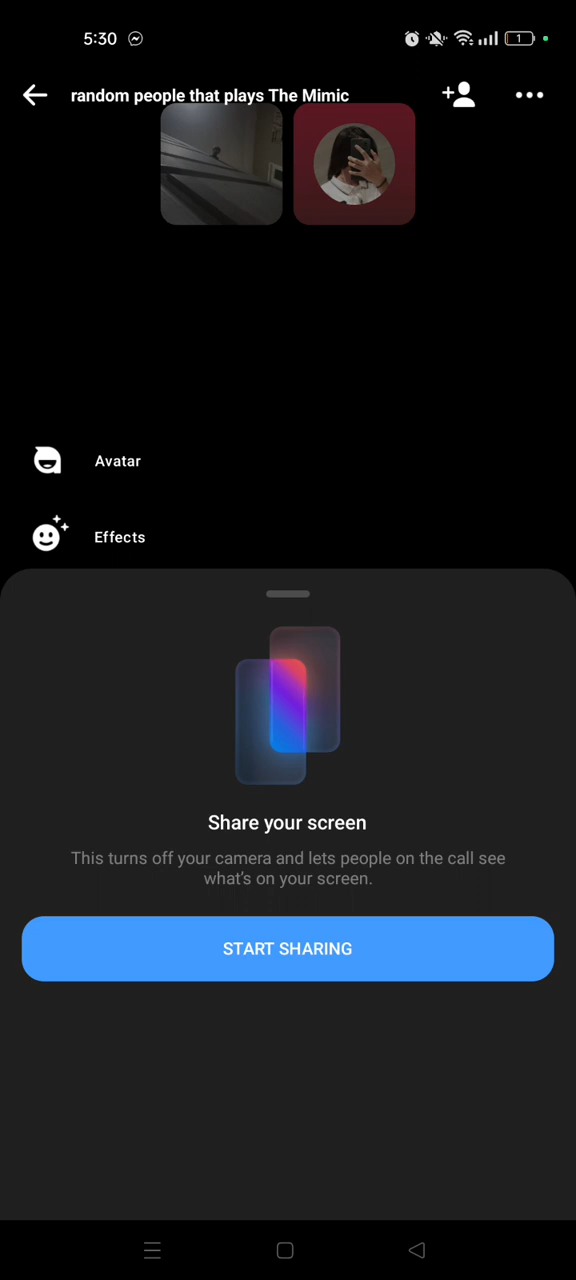 5:30
1
random people that plays The Mimic
Avatar
Effects
Share your screen
This turns off your camera and lets people on the call see
what's on your screen.
START SHARING